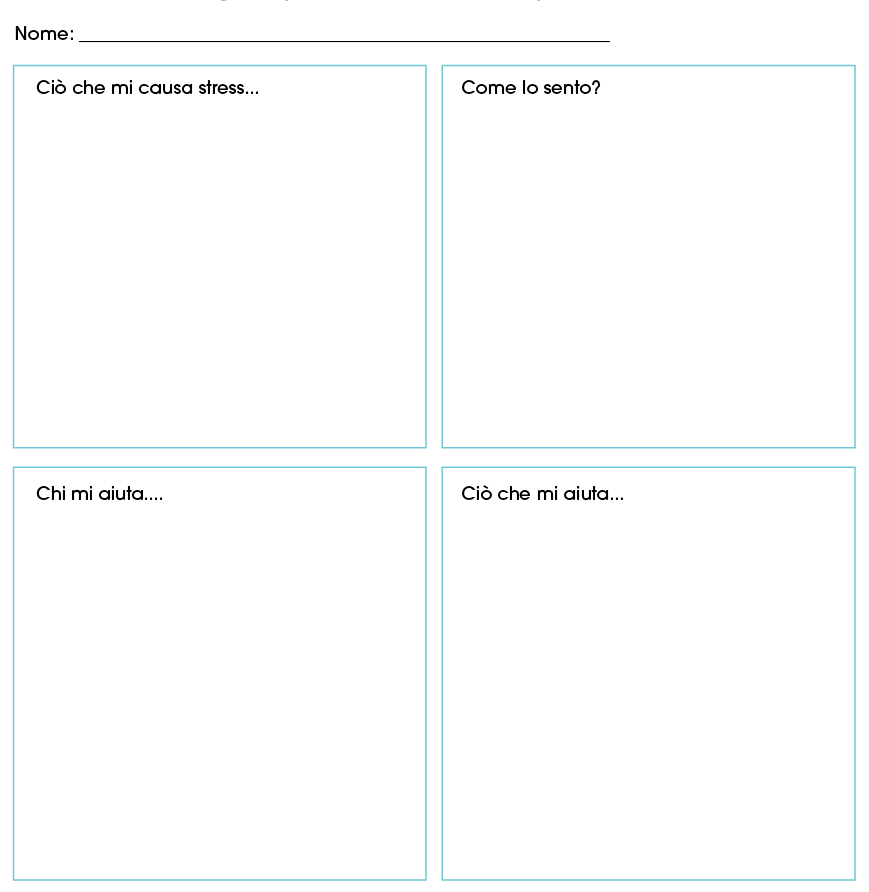 Nome:
Ciò che mi causa stress...
Come lo sento?
Chi mi aiuta....
Ciò che mi aiuta...